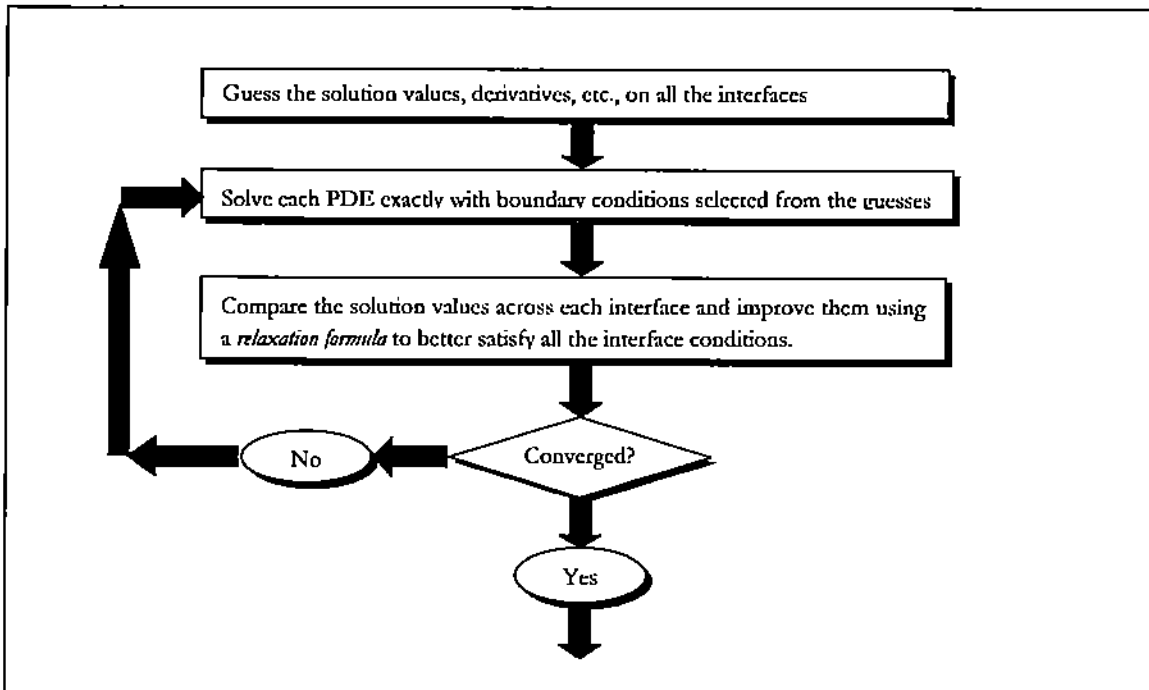 Guess the solution values, derivatives, etc., on all the interfaces
Solve each PDE exactly with boundary conditions selected from the guesses
Compare the solution values across each interface and improve them using
a relaxation formula to better satisfy all the interface conditions.
Converged?
No
Yes